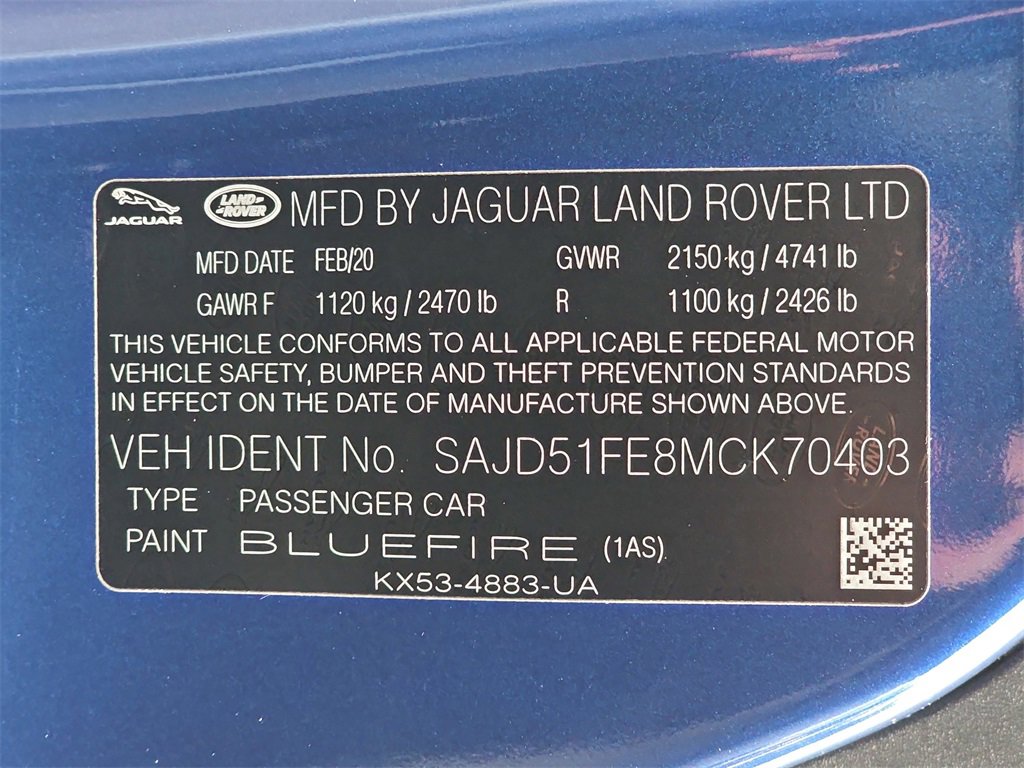 JAGUAR LAND ROVER MFD BY JAGUAR LAND ROVER LTD
MFD DATE FEB/20 GVWR 2150 kg / 4741 lb
GAWR F 1120 kg / 2470 lb R 1100 kg / 2426 lb
THIS VEHICLE CONFORMS TO ALL APPLICABLE FEDERAL MOTOR
VEHICLE SAFETY, BUMPER AND THEFT PREVENTION STANDARDS
IN EFFECT ON THE DATE OF MANUFACTURE SHOWN ABOVE.
VEH IDENT No. SAJD51FE8MCK70403
TYPE PASSENGER CAR
PAINT BLUEFIRE (1AS)
KX53-4883-UA